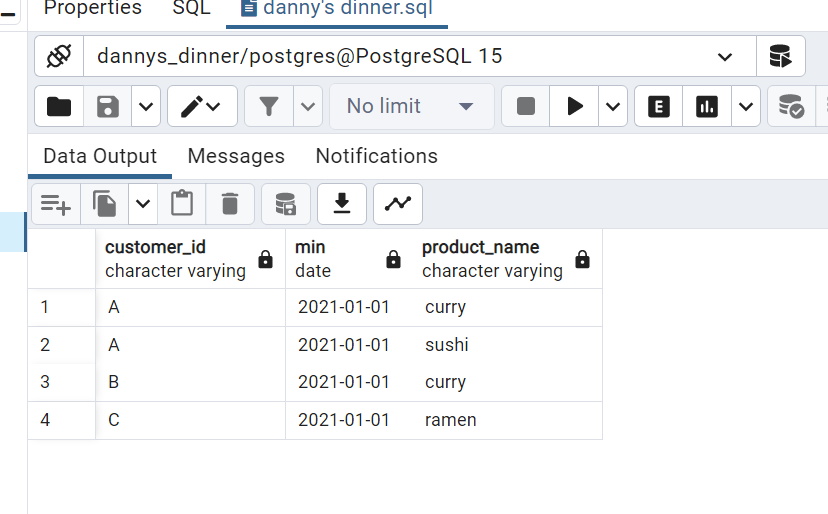 Properties SQL danny's dinner.sql
dannys_dinner/postgres@PostgreSQL 15
No limit E
Data Output Messages Notifications
customer_id min product_name
character varying date character varying
1 A 2021-01-01 curry
2 A 2021-01-01 sushi
3 B 2021-01-01 curry
4 C 2021-01-01 ramen